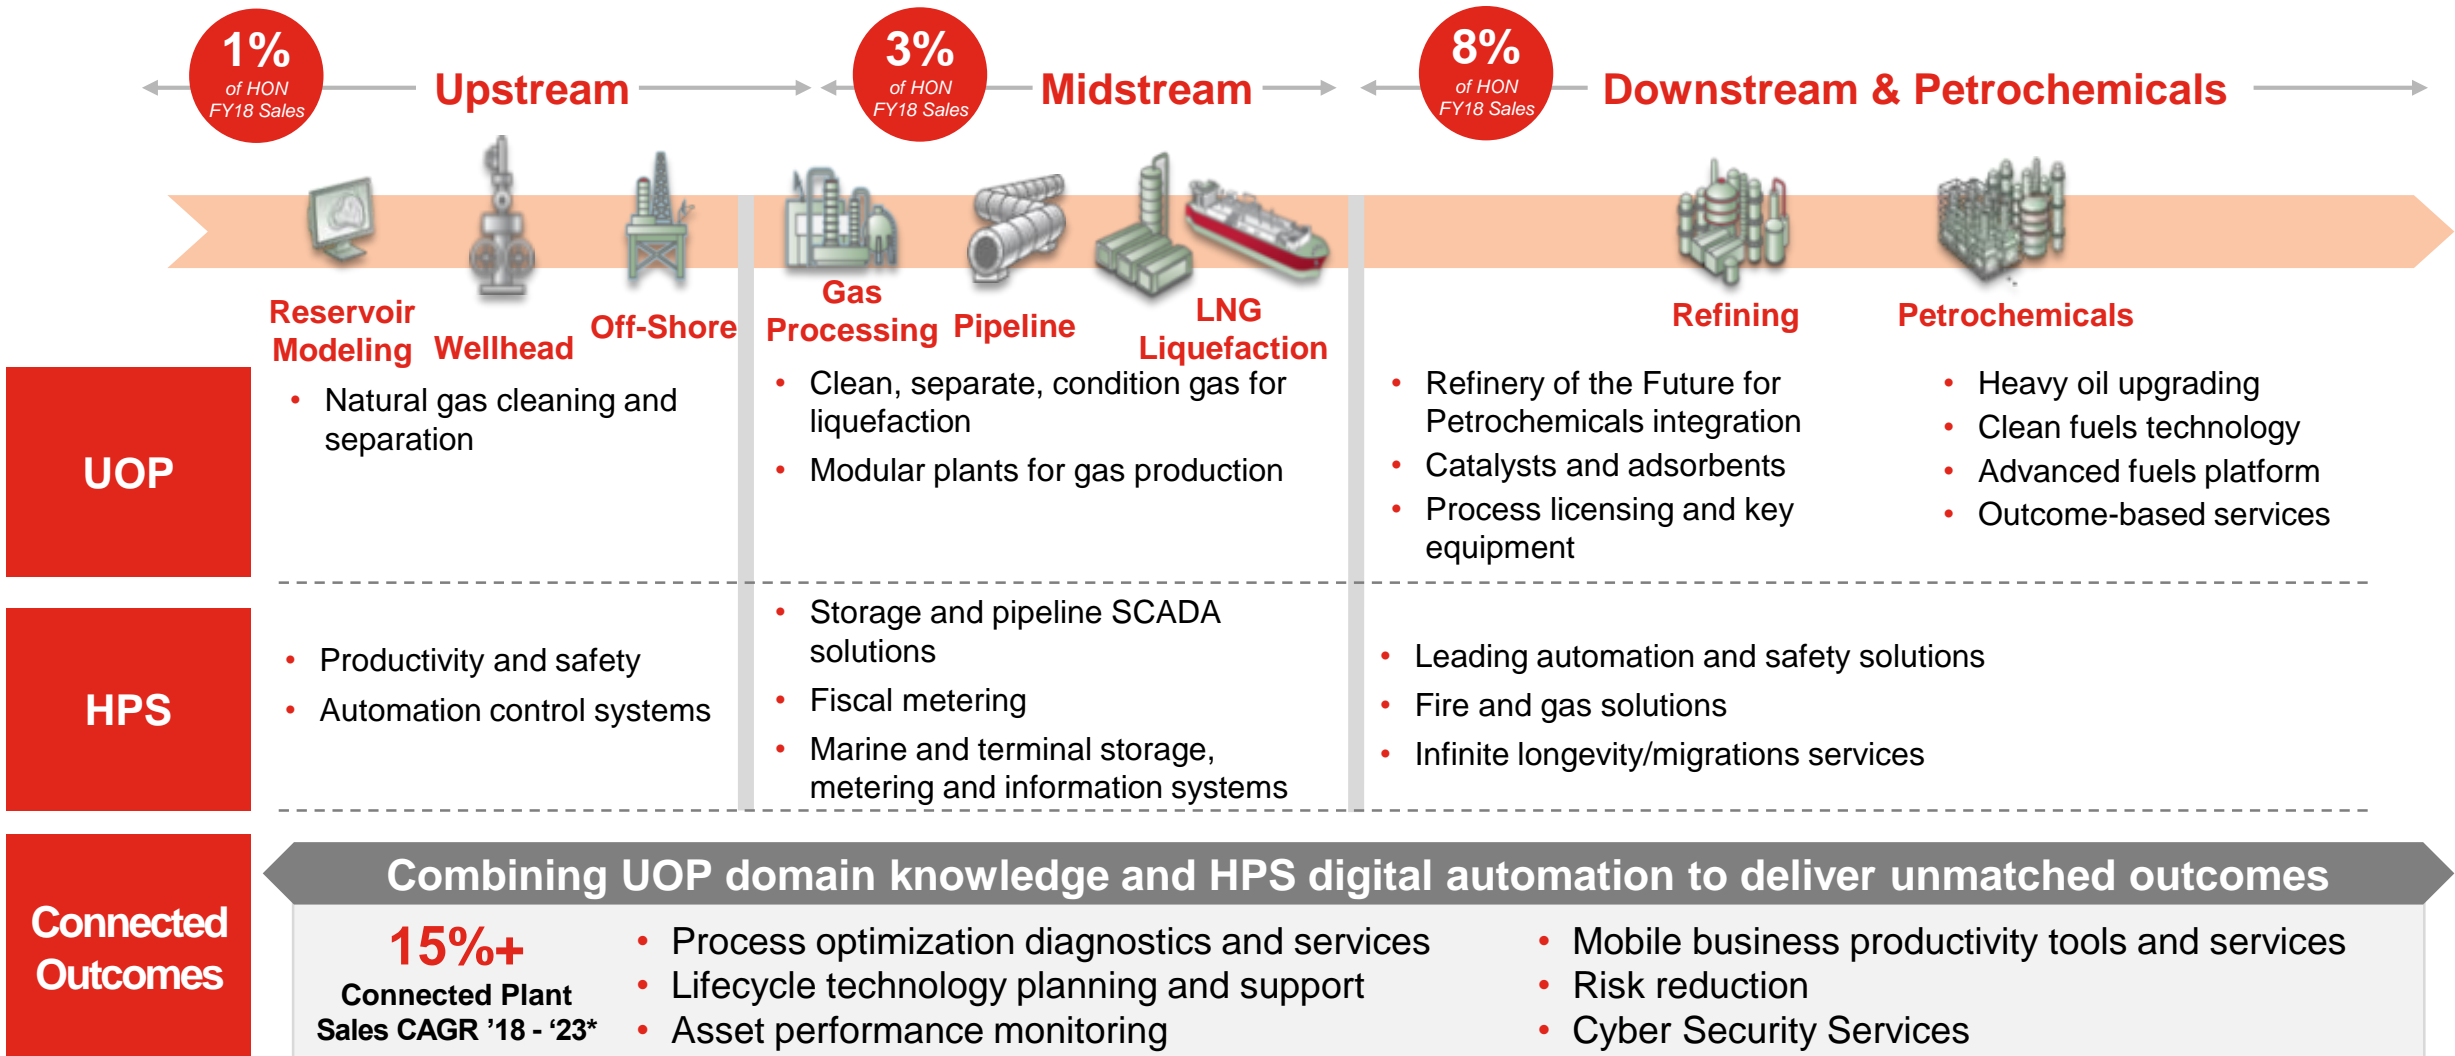 1%
of HON
FY18 Sales
Upstream
3%
of HON
FY18 Sales
Midstream
8%
of HON
FY18 Sales
Downstream & Petrochemicals
Reservoir
Modeling
Wellhead
Off-Shore
Gas
Processing
Pipeline
LNG
Liquefaction
Refining
Petrochemicals
UOP
• Natural gas cleaning and
separation
• Clean, separate, condition gas for
liquefaction
• Modular plants for gas production
• Refinery of the Future for
Petrochemicals integration
• Catalysts and adsorbents
• Process licensing and key
equipment
• Heavy oil upgrading
• Clean fuels technology
• Advanced fuels platform
• Outcome-based services
HPS
• Productivity and safety
• Automation control systems
• Storage and pipeline SCADA
solutions
• Fiscal metering
• Marine and terminal storage,
metering and information systems
• Leading automation and safety solutions
• Fire and gas solutions
• Infinite longevity/migrations services
Connected
Outcomes
Combining UOP domain knowledge and HPS digital automation to deliver unmatched outcomes
15%+
Connected Plant
Sales CAGR ’18 - ‘23*
• Process optimization diagnostics and services
• Lifecycle technology planning and support
• Asset performance monitoring
• Mobile business productivity tools and services
• Risk reduction
• Cyber Security Services